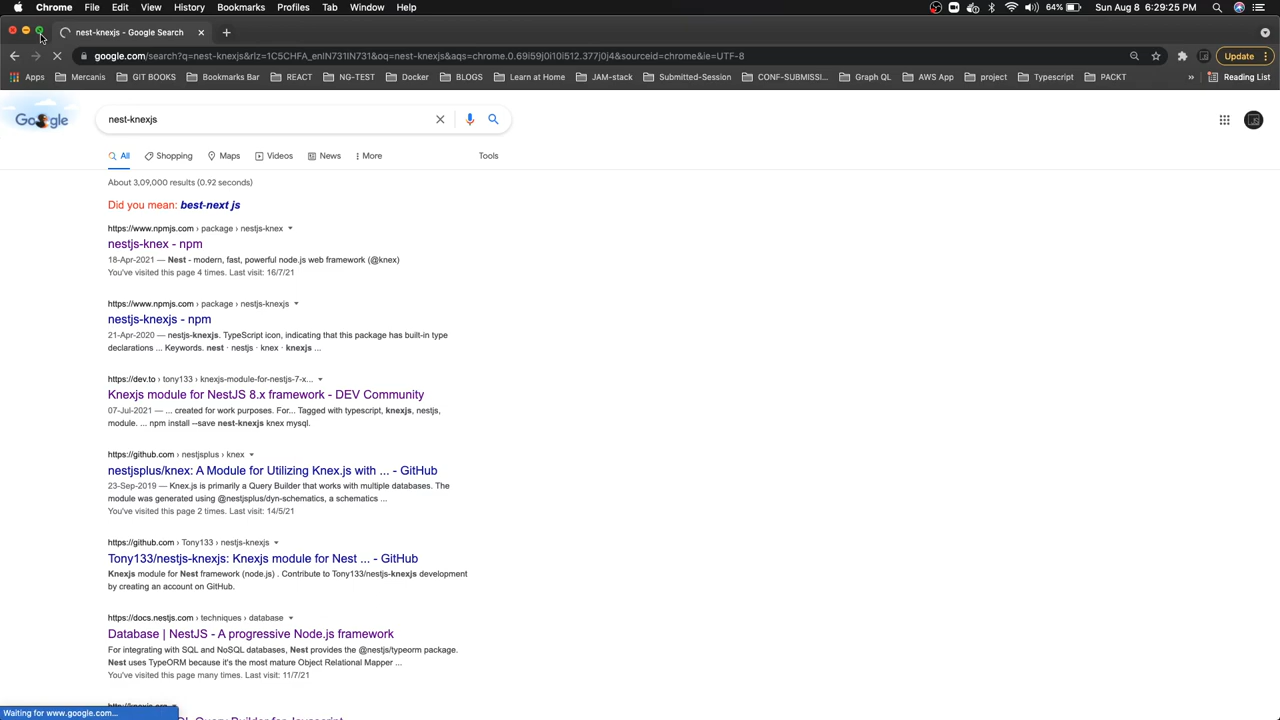 Chrome File Edit View History Bookmarks Profiles Tab Window Help
64% Sun 9:21 PM
nest-knexjs - Google Search
google.com/search?q=nest-knexjs&rlz=1C5CHFA_enIN731IN731&oq=&aqs=chrome.0.69i59j0i10i512.377j0j4&sourceid=chrome&ie=UTF-8
Update
Apps Mercanis GIT BOOKS Backup-Bookmarks REACT NG-TEST Docker BLOGS Learn at Home Submitted-Session CONF-SUBMISSI... Graph QL AWS App project Typescript PACKT » Reading List
Google
nest-knexjs
All Shopping Maps Videos News More Tools
About 3,09,000 results (0.92 seconds)
Did you mean: best-next js
https://www.npmjs.com › package › nestjs-knex
nestjs-knex - npm
18-Apr-2021 — Nest - modern, fast, powerful node.js web framework (@knex)
You've visited this page 4 times. Last visit: 16/7/21
https://www.npmjs.com › package › nestjs-knexjs
nestjs-knexjs - npm
21-Apr-2020 — nestjs-knexjs. TypeScript icon, indicating that this package has built-in type
declarations ... Keywords. nest · nestjs · knex · knexjs ...
https://dev.to › tony133 › knexjs-module-for-nestjs-7-x...
Knexjs module for NestJS 8.x framework - DEV Community
07-Jul-2021 — ... created for work purposes. For... Tagged with typescript, knexjs, nestjs,
module. ... npm install --save nest-knexjs knex mysql.
https://github.com › nestjsplus › knex
nestjsplus/knex: A Module for Utilizing Knex.js with ... - GitHub
23-Sep-2019 — Knex.js is primarily a Query Builder that works with multiple databases. The
module was generated using @nestjsplus/dyn-schematics, a schematics ...
You've visited this page 2 times. Last visit: 14/5/21
https://github.com › Tony133 › nestjs-knexjs
Tony133/nestjs-knexjs: Knexjs module for Nest ... - GitHub
Knexjs module for Nest framework (node.js) . Contribute to Tony133/nestjs-knexjs development
by creating an account on GitHub.
https://docs.nestjs.com › techniques › database
Database | NestJS - A progressive Node.js framework
For integrating with SQL and NoSQL databases, Nest provides the @nestjs/typeorm package.
Nest uses TypeORM because it's the most mature Object Relational Mapper ...
You've visited this page many times. Last visit: 11/7/21
Waiting for www.google.com...
Query Builder for Javascript